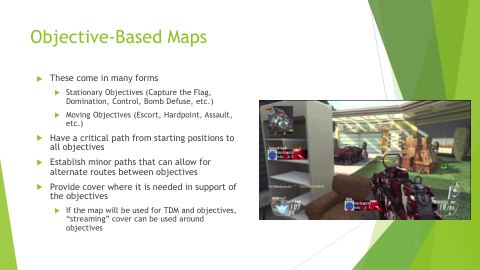 Objective-Based Maps
These come in many forms
Stationary Objectives (Capture the Flag,
Domination, Control, Bomb Defuse, etc.)
Moving Objectives (Escort, Hardpoint, Assault,
etc.)
Have a critical path from starting positions to
all objectives
Establish minor paths that can allow for
alternate routes between objectives
Provide cover where it is needed in support of
the objectives
If the map will be used for TDM and objectives,
“streaming” cover can be used around
objectives